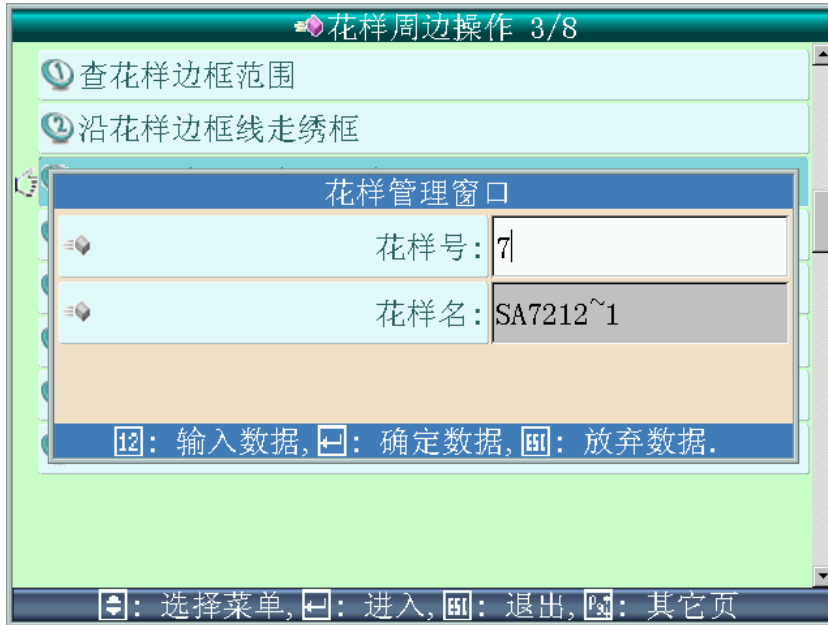 花样周边操作 3/8
① 查花样边框范围
② 沿花样边框线走绣框
花样管理窗口
花样号: 7
花样名: SA7212~1
12: 输入数据, ↵: 确定数据, ESC: 放弃数据.
: 选择菜单, ↵: 进入, ESC: 退出, : 其它页